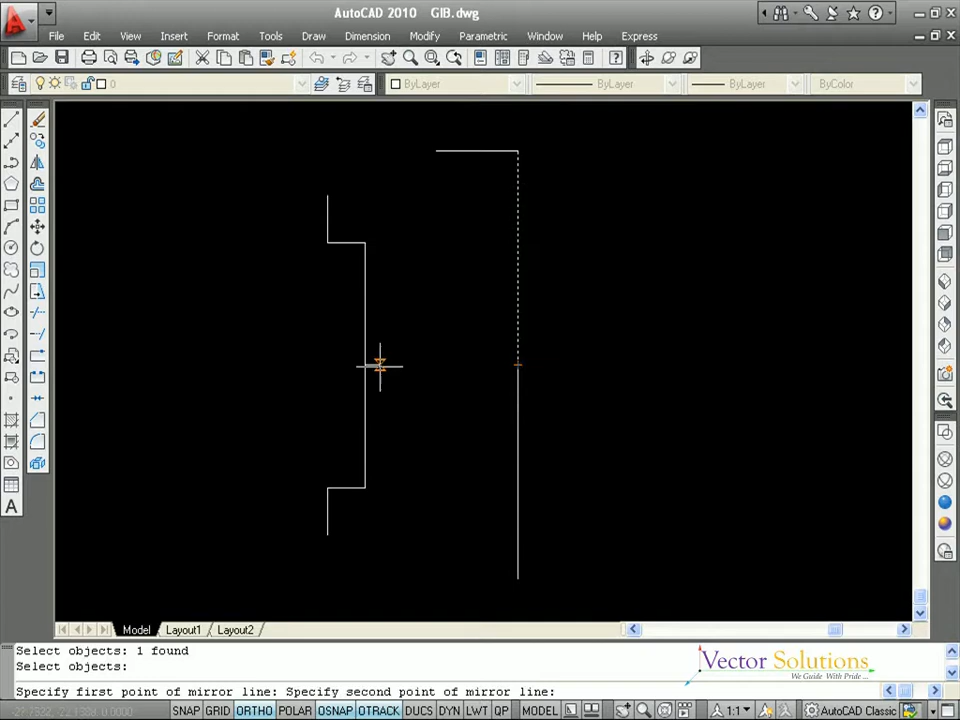 AutoCAD 2010 GIB.dwg
File Edit View Insert Format Tools Draw Dimension Modify Parametric Window Help Express
0 ByLayer ByLayer ByLayer ByColor
A
Model Layout1 Layout2
Select objects: 1 found
Select objects:
Vector Solutions
We Guide With Pride ...
Specify first point of mirror line: Specify second point of mirror line:
SNAP GRID ORTHO POLAR OSNAP OTRACK DUCS DYN LWT QP MODEL 1:1 AutoCAD Classic